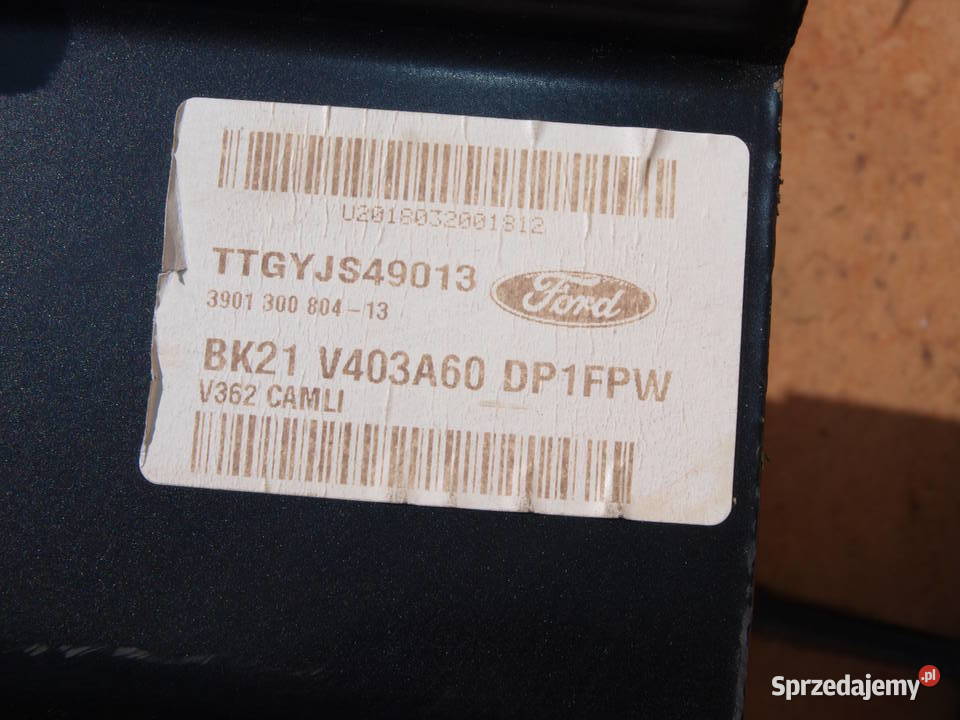 U2018032001812
TTGYJS49013
Ford
3901 300 804-13
BK21 V403A60 DP1FPW
V362 CAMLI
Sprzedajemy.pl